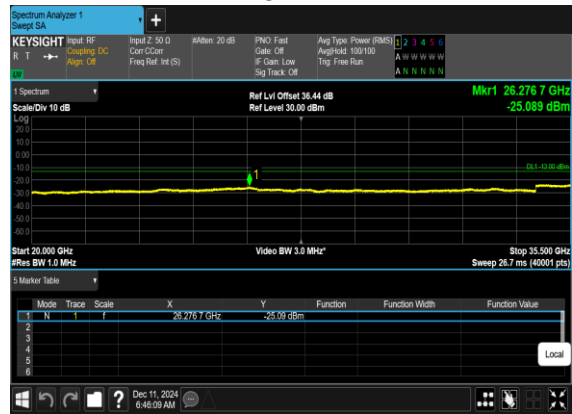 Spectrum Analyzer 1
Swept SA
KEYSIGHT Input: RF Input Z: 50 Ω #Atten: 20 dB PNO: Fast Avg Type: Power (RMS) 1 2 3 4 5 6
R T Coupling: DC Corr CCorr Gate: Off Avg|Hold: 100/100 A W W W W W
Align: Off Freq Ref: Int (S) IF Gain: Low Trig: Free Run
Sig Track: Off A N N N N N
1 Spectrum Ref Lvl Offset 36.44 dB Mkr1 26.276 7 GHz
Scale/Div 10 dB Ref Level 30.00 dBm -25.089 dBm
Log
20.0
10.0
0.00
-10.0
DL1 -13.00 dBm
1
-20.0
-30.0
-40.0
-50.0
-60.0
Start 20.000 GHz Video BW 3.0 MHz* Stop 35.500 GHz
#Res BW 1.0 MHz Sweep 26.7 ms (40001 pts)
5 Marker Table
Mode Trace Scale X Y Function Function Width Function Value
1 N 1 f 26.276 7 GHz -25.09 dBm
2
3
4
5
6
Local
? Dec 11, 2024
6:46:09 AM